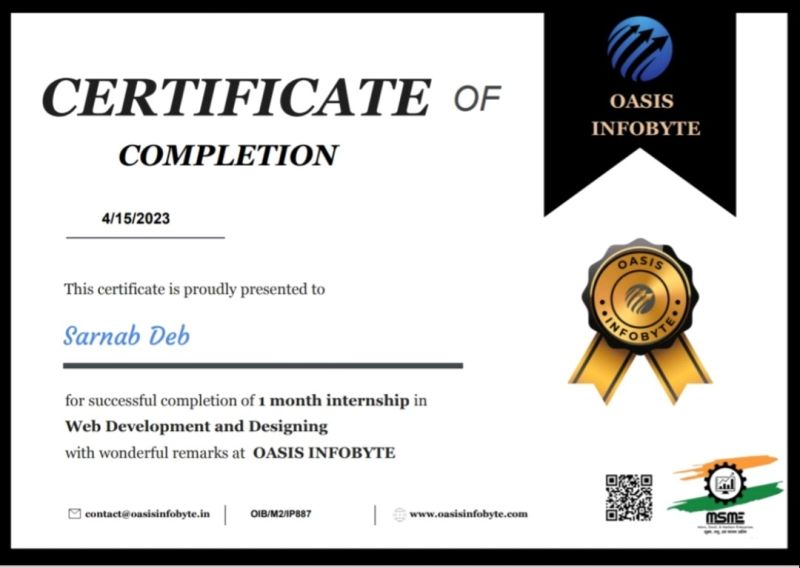 CERTIFICATE OF
COMPLETION
OASIS
INFOBYTE
4/15/2023
This certificate is proudly presented to
Sarnab Deb
OASIS
INFOBYTE
for successful completion of 1 month internship in
Web Development and Designing
with wonderful remarks at OASIS INFOBYTE
contact@oasisinfobyte.in
OIB/M2/IP887
www.oasisinfobyte.com
MSME